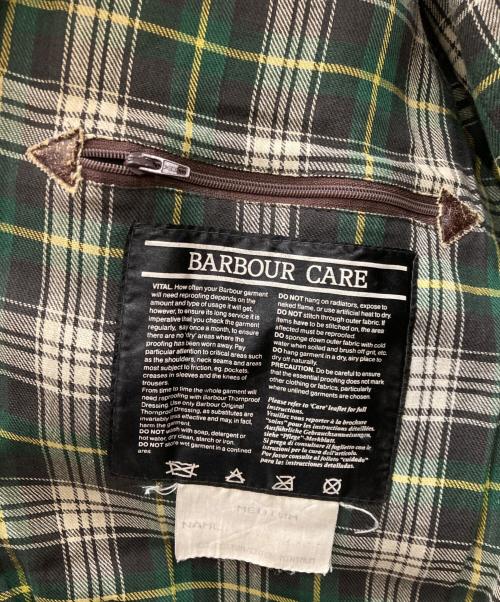 BARBOUR CARE
VITAL. How often your Barbour garment
will need reproofing depends on the
amount and type of usage it will get,
however, to ensure its long service it is
imperative that you check the garment
regularly, say once a month, to ensure
there are no 'dry' areas where the
proofing has been worn away. Pay
particular attention to critical areas such
as the shoulders, neck seams and areas
most subject to friction, eg. pockets,
creases in sleeves and the knees of
trousers.
From time to time the whole garment will
need reproofing with Barbour Thornproof
Dressing. Use only Barbour Original
Thornproof Dressing, as substitutes are
invariably less effective and may, in fact,
harm the garment.
DO NOT wash with soap, detergent or
hot water, dry clean, starch or iron.
DO NOT store wet garment in a confined
area.
DO NOT hang on radiators, expose to
naked flame, or use artificial heat to dry.
DO NOT stitch through outer fabric. If
items have to be stitched on, the area
affected must be reproofed.
DO sponge down outer fabric with cold
water when soiled and brush off grit, etc.
DO hang garment in a dry, airy place to
dry off naturally.
PRECAUTION. Do be careful to ensure
that the essential proofing does not mark
other clothing or fabrics, particularly
where unlined garments are chosen.
Please refer to 'Care' leaflet for full
instructions.
Veuillez vous reporter à la brochure
"soins" pour les instructions détaillées.
Ausführliche Gebrauchsanweisungen,
siehe "Pflege"-Merkblatt.
Si prega di consultare il foglietto con le
istruzioni per la cura dell'articolo.
Por favor consulte al folleto "cuidado"
para las instrucciones detalladas.
NAME